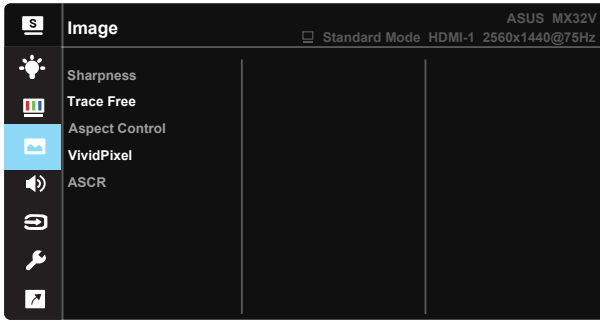 S
Image
ASUS MX32V
Standard Mode HDMI-1 2560x1440@75Hz
Sharpness
Trace Free
Aspect Control
VividPixel
ASCR